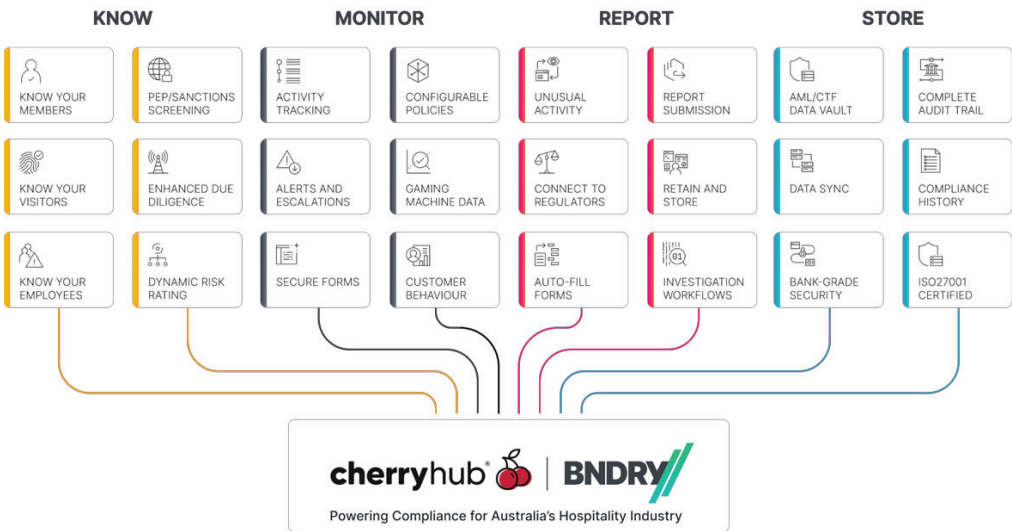 KNOW
MONITOR
REPORT
STORE
KNOW YOUR
MEMBERS
PEP/SANCTIONS
SCREENING
ACTIVITY
TRACKING
CONFIGURABLE
POLICIES
UNUSUAL
ACTIVITY
REPORT
SUBMISSION
AML/CTF
DATA VAULT
COMPLETE
AUDIT TRAIL
KNOW YOUR
VISITORS
ENHANCED DUE
DILIGENCE
ALERTS AND
ESCALATIONS
GAMING
MACHINE DATA
CONNECT TO
REGULATORS
RETAIN AND
STORE
DATA SYNC
COMPLIANCE
HISTORY
KNOW YOUR
EMPLOYEES
DYNAMIC RISK
RATING
SECURE FORMS
CUSTOMER
BEHAVIOUR
AUTO-FILL
FORMS
01
INVESTIGATION
WORKFLOWS
BANK-GRADE
SECURITY
ISO27001
CERTIFIED
cherryhub®
BNDRY
Powering Compliance for Australia's Hospitality Industry